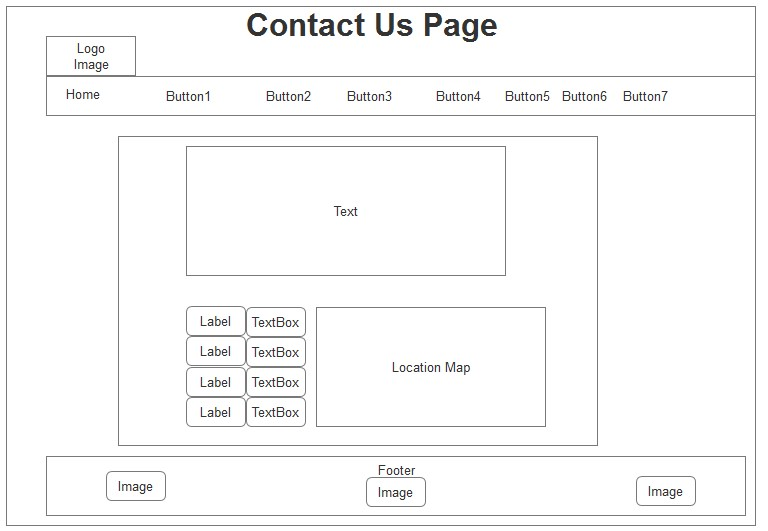 Contact Us Page
Logo
Image
Home Button1 Button2 Button3 Button4 Button5 Button6 Button7
Text
Label TextBox
Label TextBox
Label TextBox
Label TextBox
Location Map
Footer
Image Image Image